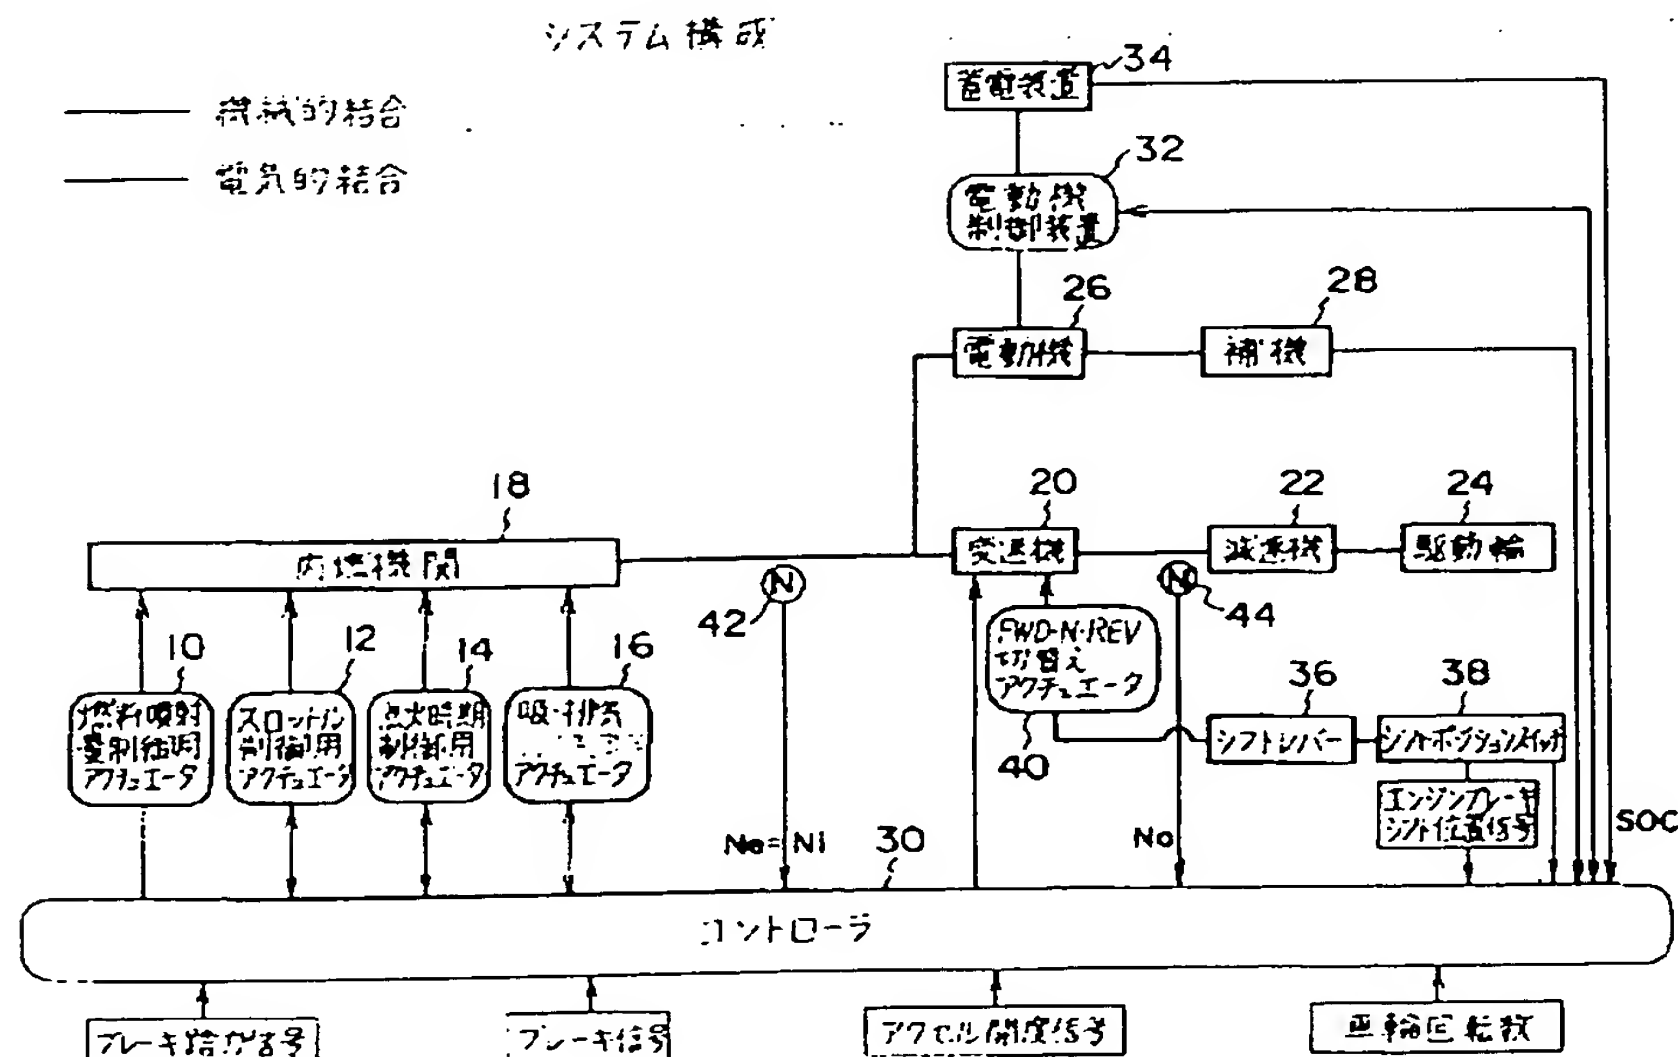 システム構成
機械的結合
電気的結合
34
蓄電装置
32
電動機
制御装置
26
28
電動機
補機
18
20
22
24
内燃機関
変速機
減速機
駆動輪
N
N
42
44
10
12
14
16
FWD-N-REV
切替え
アクチュエータ
燃料噴射
アクチュエータ
スロットル
制御用
アクチュエータ
点火時期
制御用
アクチュエータ
吸・排気
アクチュエータ
36
38
シフトレバー
シフトポジションスイッチ
40
エンジンブレーキ
シフト位置信号
SOC
Ne=Ni
30
No
コントローラ
ブレーキ信号
アクセル開度信号
車輪回転数